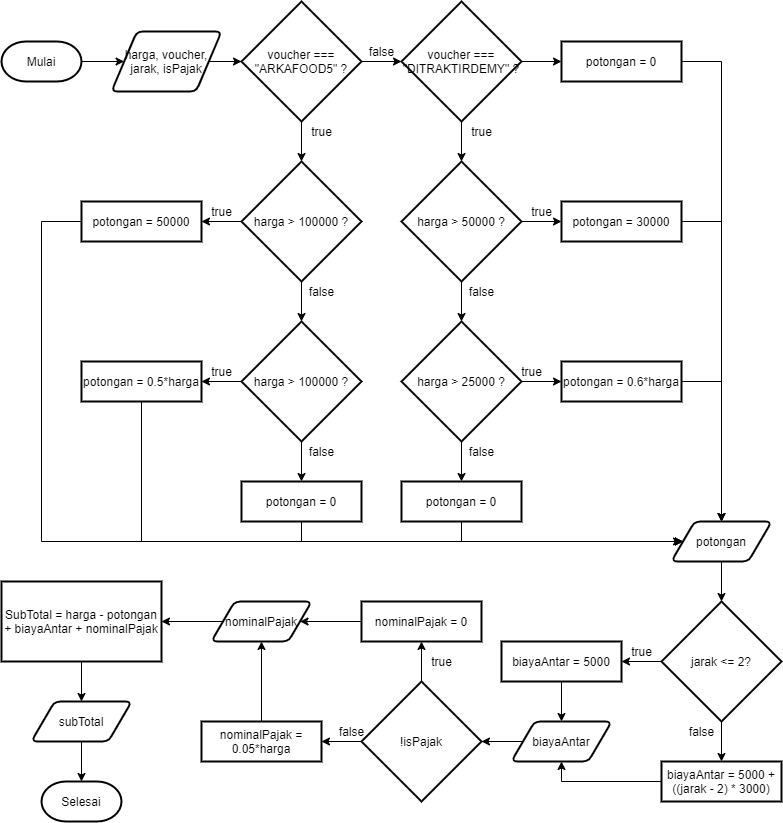 Mulai
harga, voucher,
jarak, isPajak
voucher ===
"ARKAFOOD5" ?
false
voucher ===
"DITRAKTIRDEMY" ?
potongan = 0
true
true
potongan = 50000
true
harga > 100000 ?
harga > 50000 ?
true
potongan = 30000
false
false
potongan = 0.5*harga
true
harga > 100000 ?
harga > 25000 ?
true
potongan = 0.6*harga
false
false
potongan = 0
potongan = 0
potongan
SubTotal = harga - potongan
+ biayaAntar + nominalPajak
nominalPajak
nominalPajak = 0
biayaAntar = 5000
true
jarak <= 2?
true
false
subTotal
nominalPajak =
0.05*harga
false
!isPajak
biayaAntar
biayaAntar = 5000 +
((jarak - 2) * 3000)
Selesai